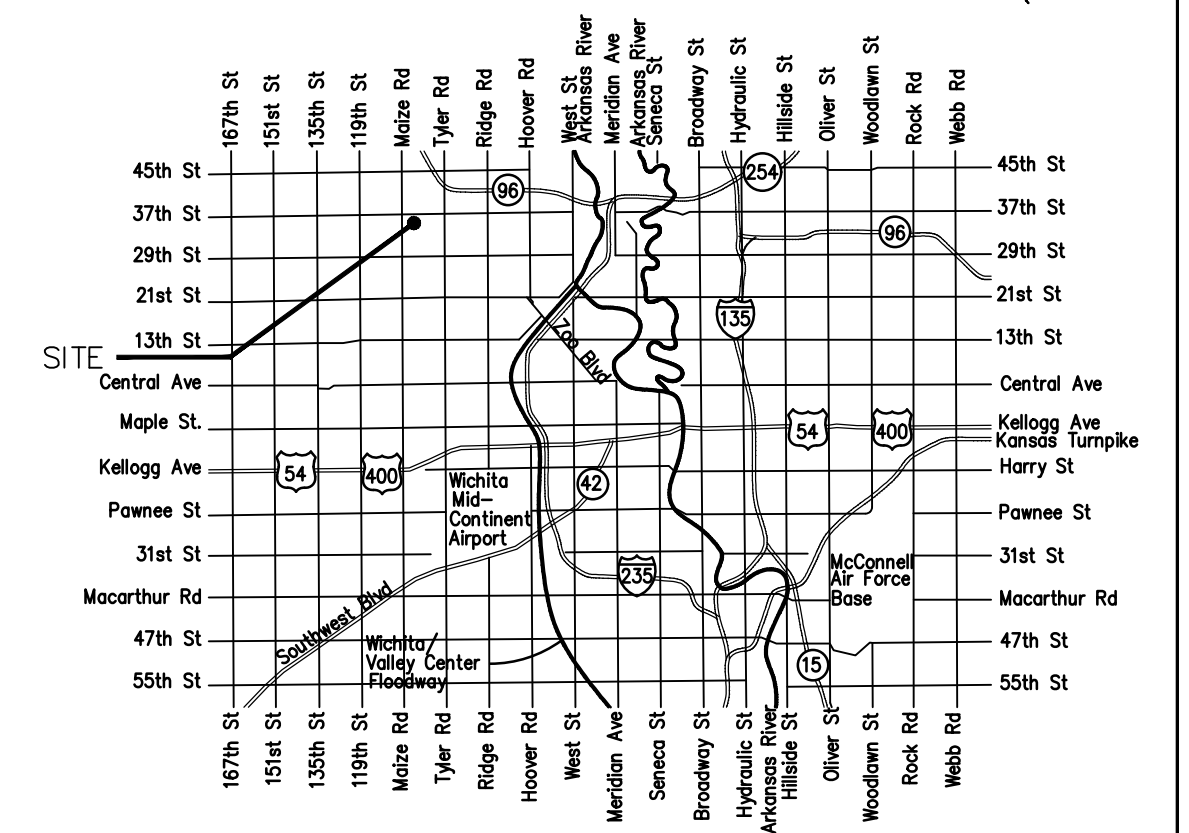 167th St
151st St
135th St
119th St
Maize Rd
Tyler Rd
Ridge Rd
Hoover Rd
West St
Arkansas River
Meridian Ave
Arkansas River
Seneca St
Broadway St
Hydraulic St
Hillside St
Oliver St
Woodlawn St
Rock Rd
Webb Rd
45th St
254
45th St
96
37th St
37th St
96
29th St
29th St
21st St
21st St
135
13th St
Zoo Blvd
13th St
SITE
Central Ave
Central Ave
Maple St.
54
400
Kellogg Ave
Kansas Turnpike
Kellogg Ave
54
400
Harry St
Wichita
Mid-
Continent
Airport
42
Pawnee St
Pawnee St
31st St
31st St
McConnell
Air Force
Base
235
Macarthur Rd
Macarthur Rd
Southwest Blvd
47th St
47th St
Wichita/
Valley Center
Floodway
15
55th St
55th St
167th St
151st St
135th St
119th St
Maize Rd
Tyler Rd
Ridge Rd
Hoover Rd
West St
Meridian Ave
Seneca St
Broadway St
Hydraulic St
Arkansas River
Hillside St
Oliver St
Woodlawn St
Rock Rd
Webb Rd